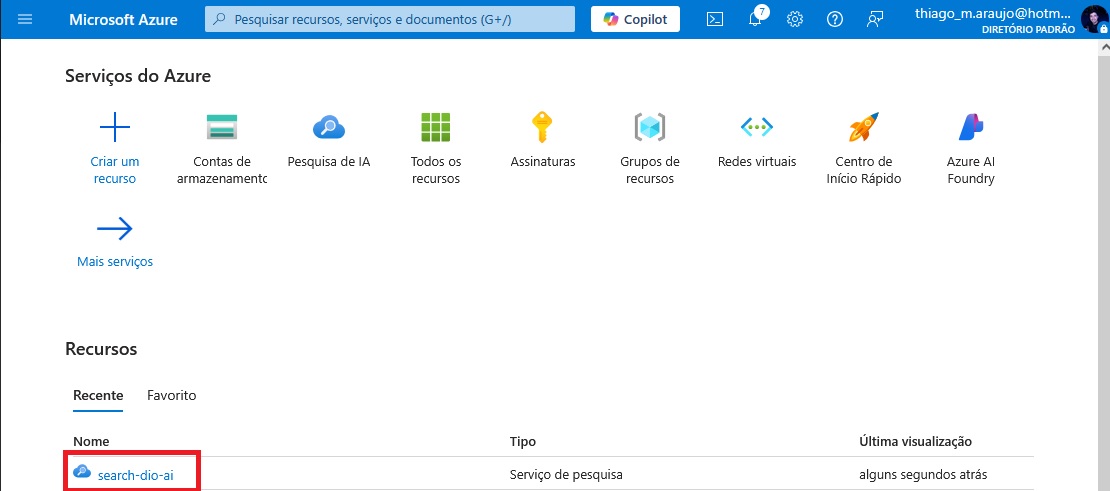 Microsoft Azure
Pesquisar recursos, serviços e documentos (G+/)
Copilot
7
thiago_m.araujo@hotm...
DIRETÓRIO PADRÃO
Serviços do Azure
Criar um
recurso
Contas de
armazenamento
Pesquisa de IA
Todos os
recursos
Assinaturas
Grupos de
recursos
Redes virtuais
Centro de
Início Rápido
Azure AI
Foundry
Mais serviços
Recursos
Recente
Favorito
Nome
Tipo
Última visualização
search-dio-ai
Serviço de pesquisa
alguns segundos atrás